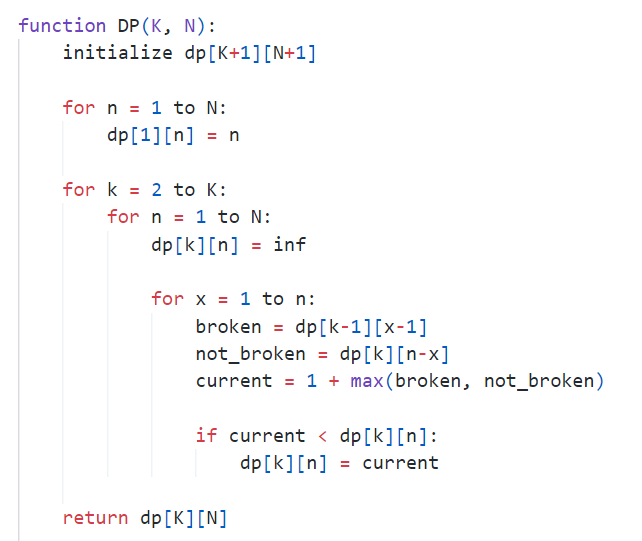 function DP(K, N):
    initialize dp[K+1][N+1]

    for n = 1 to N:
        dp[1][n] = n

    for k = 2 to K:
        for n = 1 to N:
            dp[k][n] = inf

            for x = 1 to n:
                broken = dp[k-1][x-1]
                not_broken = dp[k][n-x]
                current = 1 + max(broken, not_broken)

                if current < dp[k][n]:
                    dp[k][n] = current

    return dp[K][N]